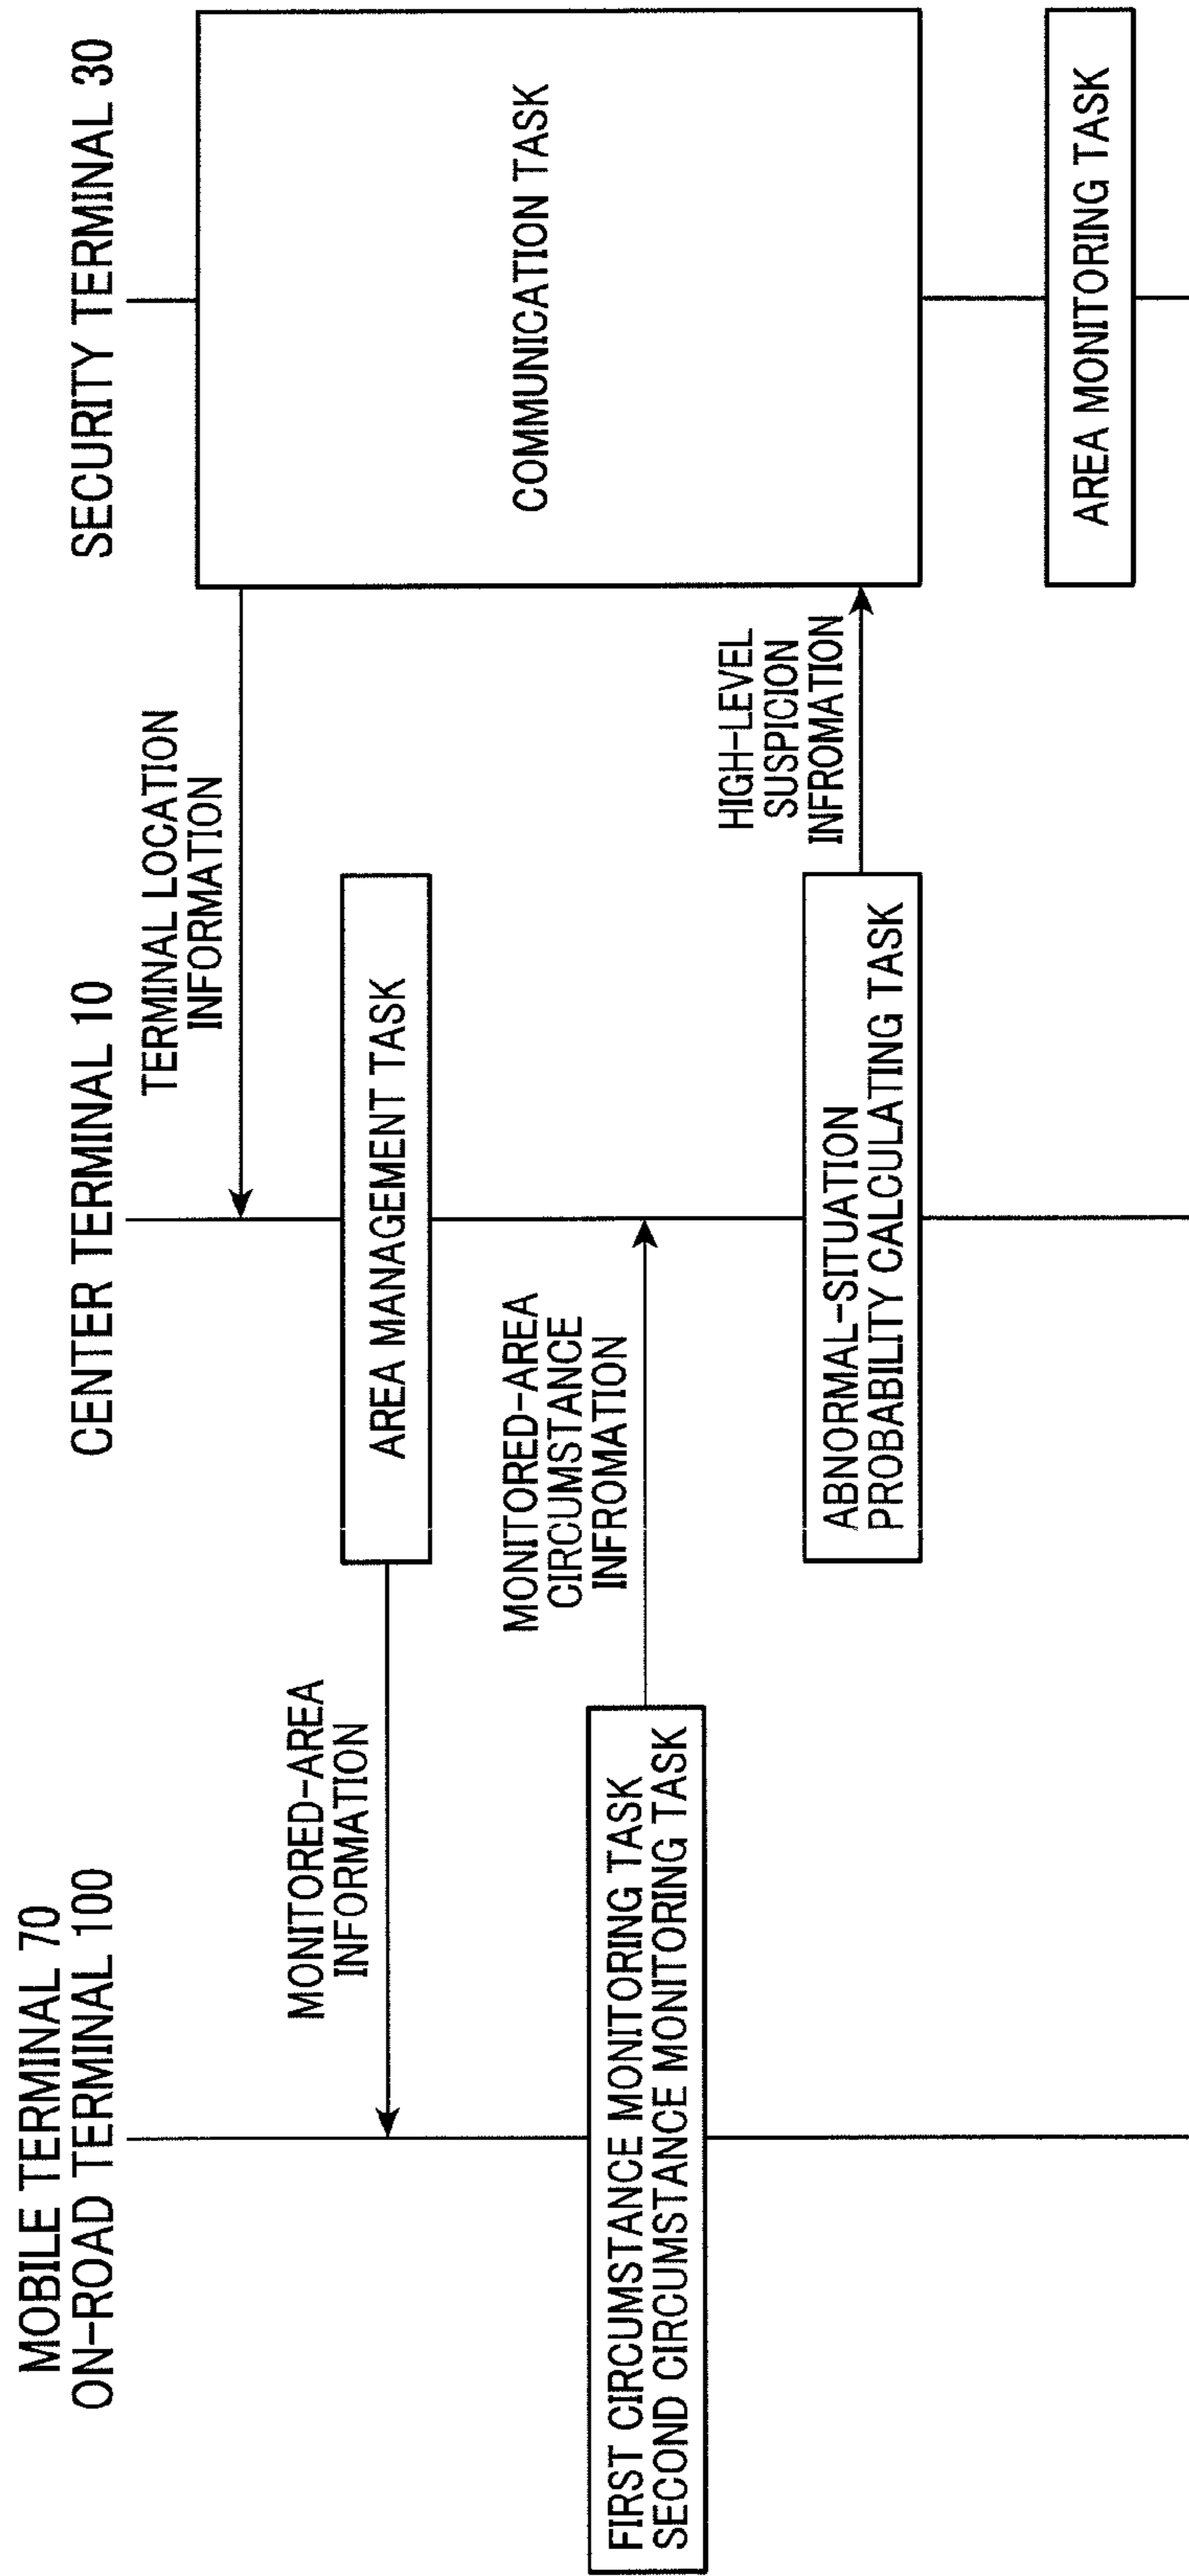 MOBILE TERMINAL 70
ON-ROAD TERMINAL 100
CENTER TERMINAL 10
SECURITY TERMINAL 30
TERMINAL LOCATION
INFORMATION
COMMUNICATION TASK
MONITORED-AREA
INFORMATION
AREA MANAGEMENT TASK
MONITORED-AREA
CIRCUMSTANCE
INFROMATION
FIRST CIRCUMSTANCE MONITORING TASK
SECOND CIRCUMSTANCE MONITORING TASK
HIGH-LEVEL
SUSPICION
INFROMATION
ABNORMAL-SITUATION
PROBABILITY CALCULATING TASK
AREA MONITORING TASK